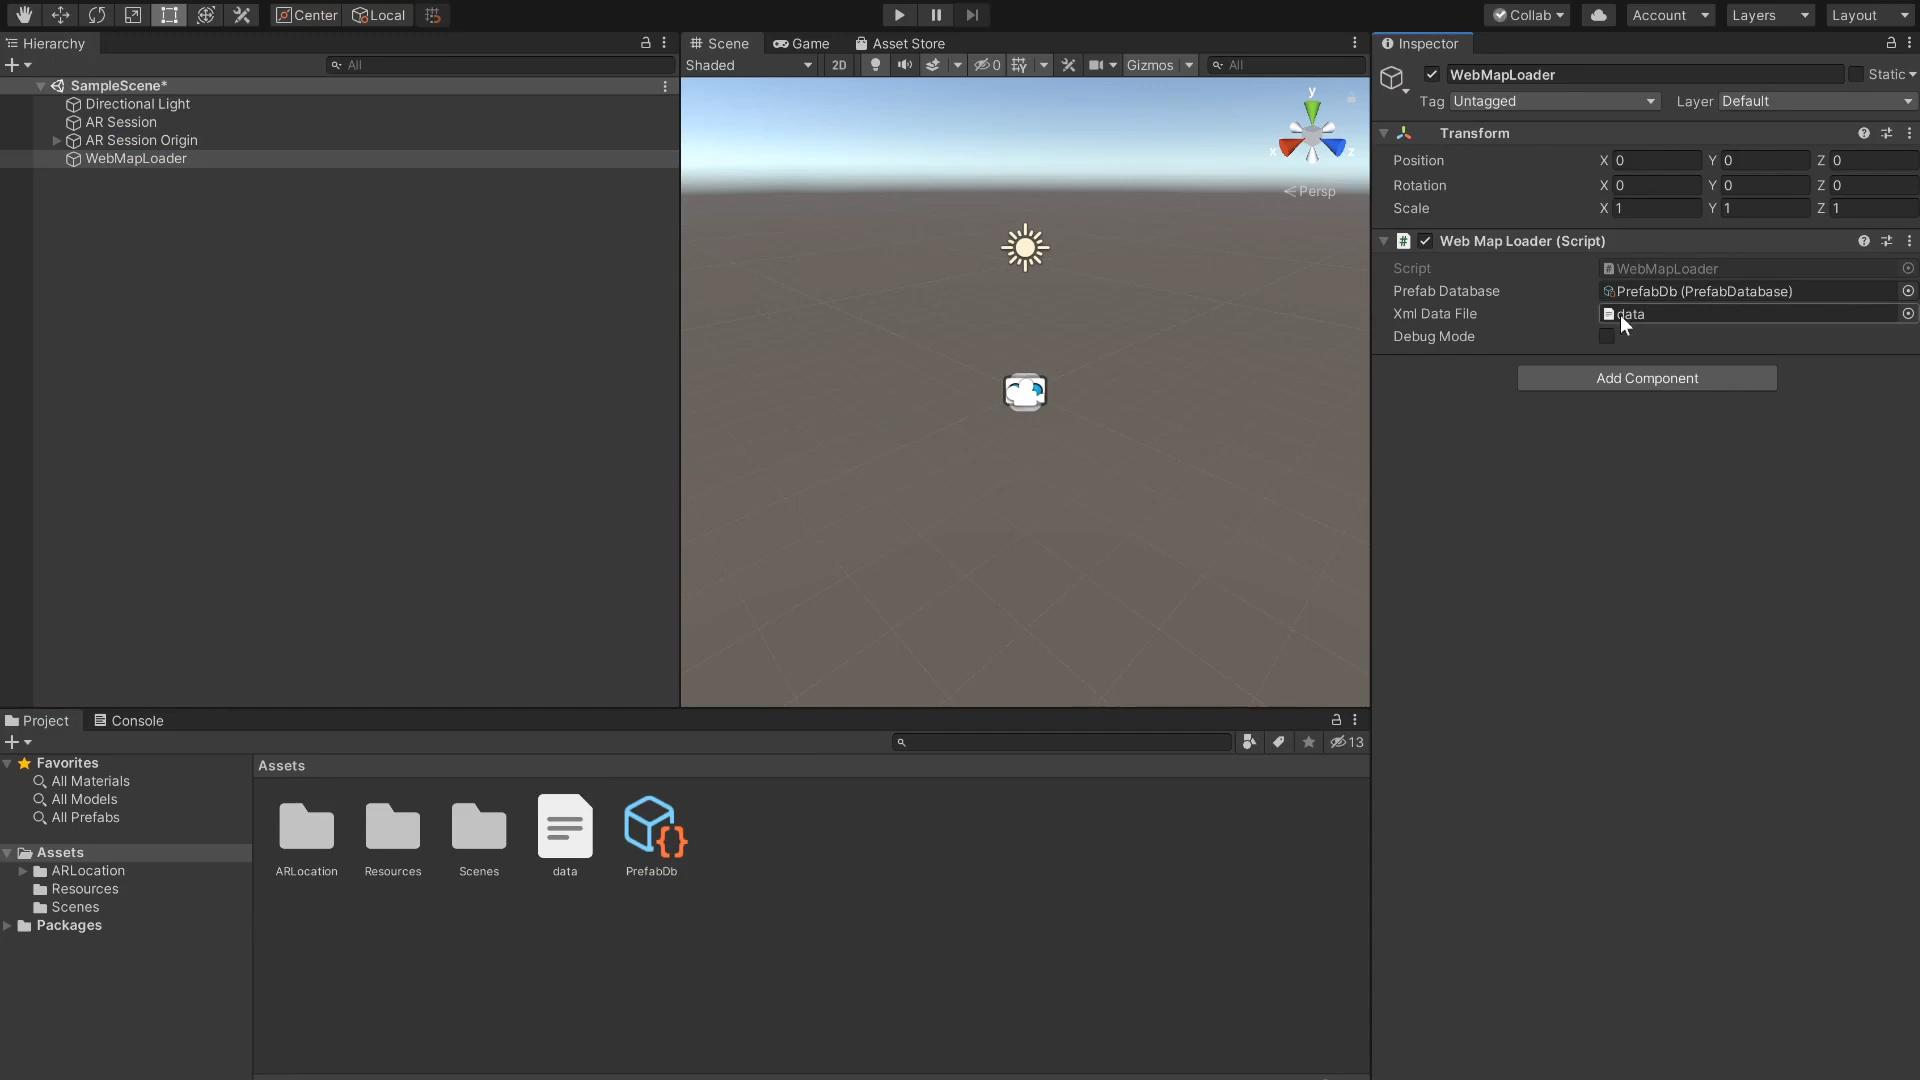 Center Local Collab Account Layers Layout
Hierarchy Scene Game Asset Store Inspector
All Shaded 2D 0 Gizmos All
WebMapLoader Static
Tag Untagged Layer Default
SampleScene*
Directional Light
AR Session
AR Session Origin
WebMapLoader
y
x z
Persp
Transform
Position X 0 Y 0 Z 0
Rotation X 0 Y 0 Z 0
Scale X 1 Y 1 Z 1
# Web Map Loader (Script)
Script WebMapLoader
Prefab Database PrefabDb (PrefabDatabase)
Xml Data File data
Debug Mode
Add Component
Project Console
13
Favorites
All Materials
All Models
All Prefabs
Assets
ARLocation
Resources
Scenes
Packages
Assets
ARLocation Resources Scenes data PrefabDb